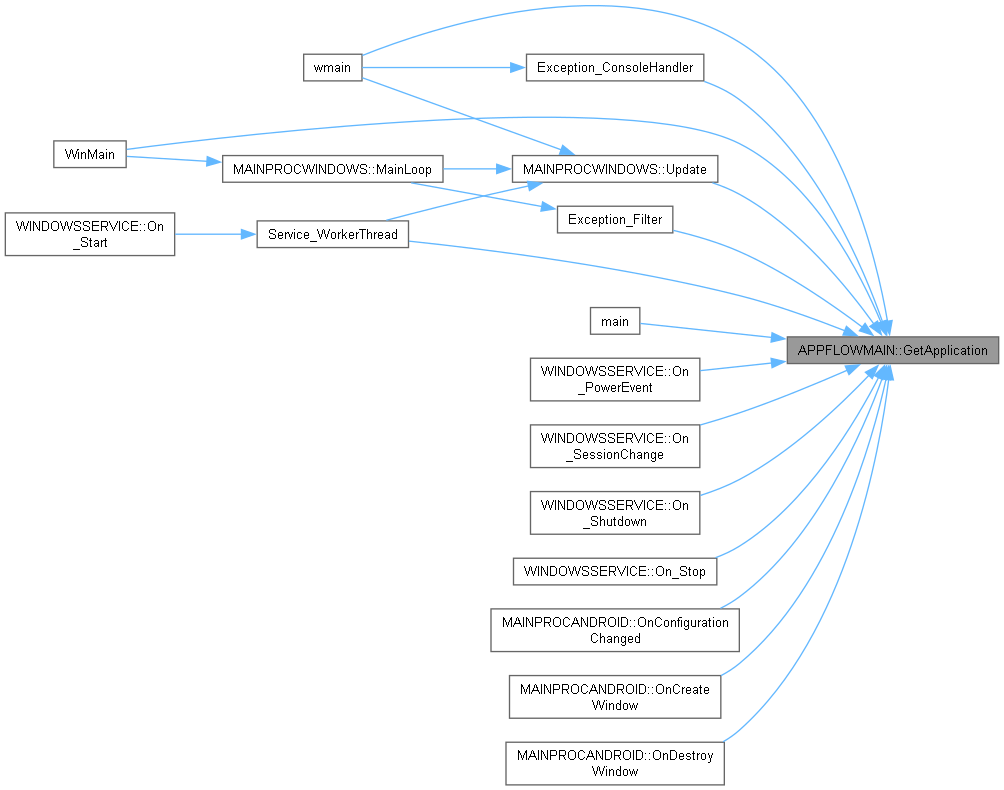 wmain
Exception_ConsoleHandler
WinMain
MAINPROCWINDOWS::MainLoop
MAINPROCWINDOWS::Update
WINDOWSSERVICE::On
_Start
Service_WorkerThread
Exception_Filter
main
APPFLOWMAIN::GetApplication
WINDOWSSERVICE::On
_PowerEvent
WINDOWSSERVICE::On
_SessionChange
WINDOWSSERVICE::On
_Shutdown
WINDOWSSERVICE::On_Stop
MAINPROCANDROID::OnConfiguration
Changed
MAINPROCANDROID::OnCreate
Window
MAINPROCANDROID::OnDestroy
Window